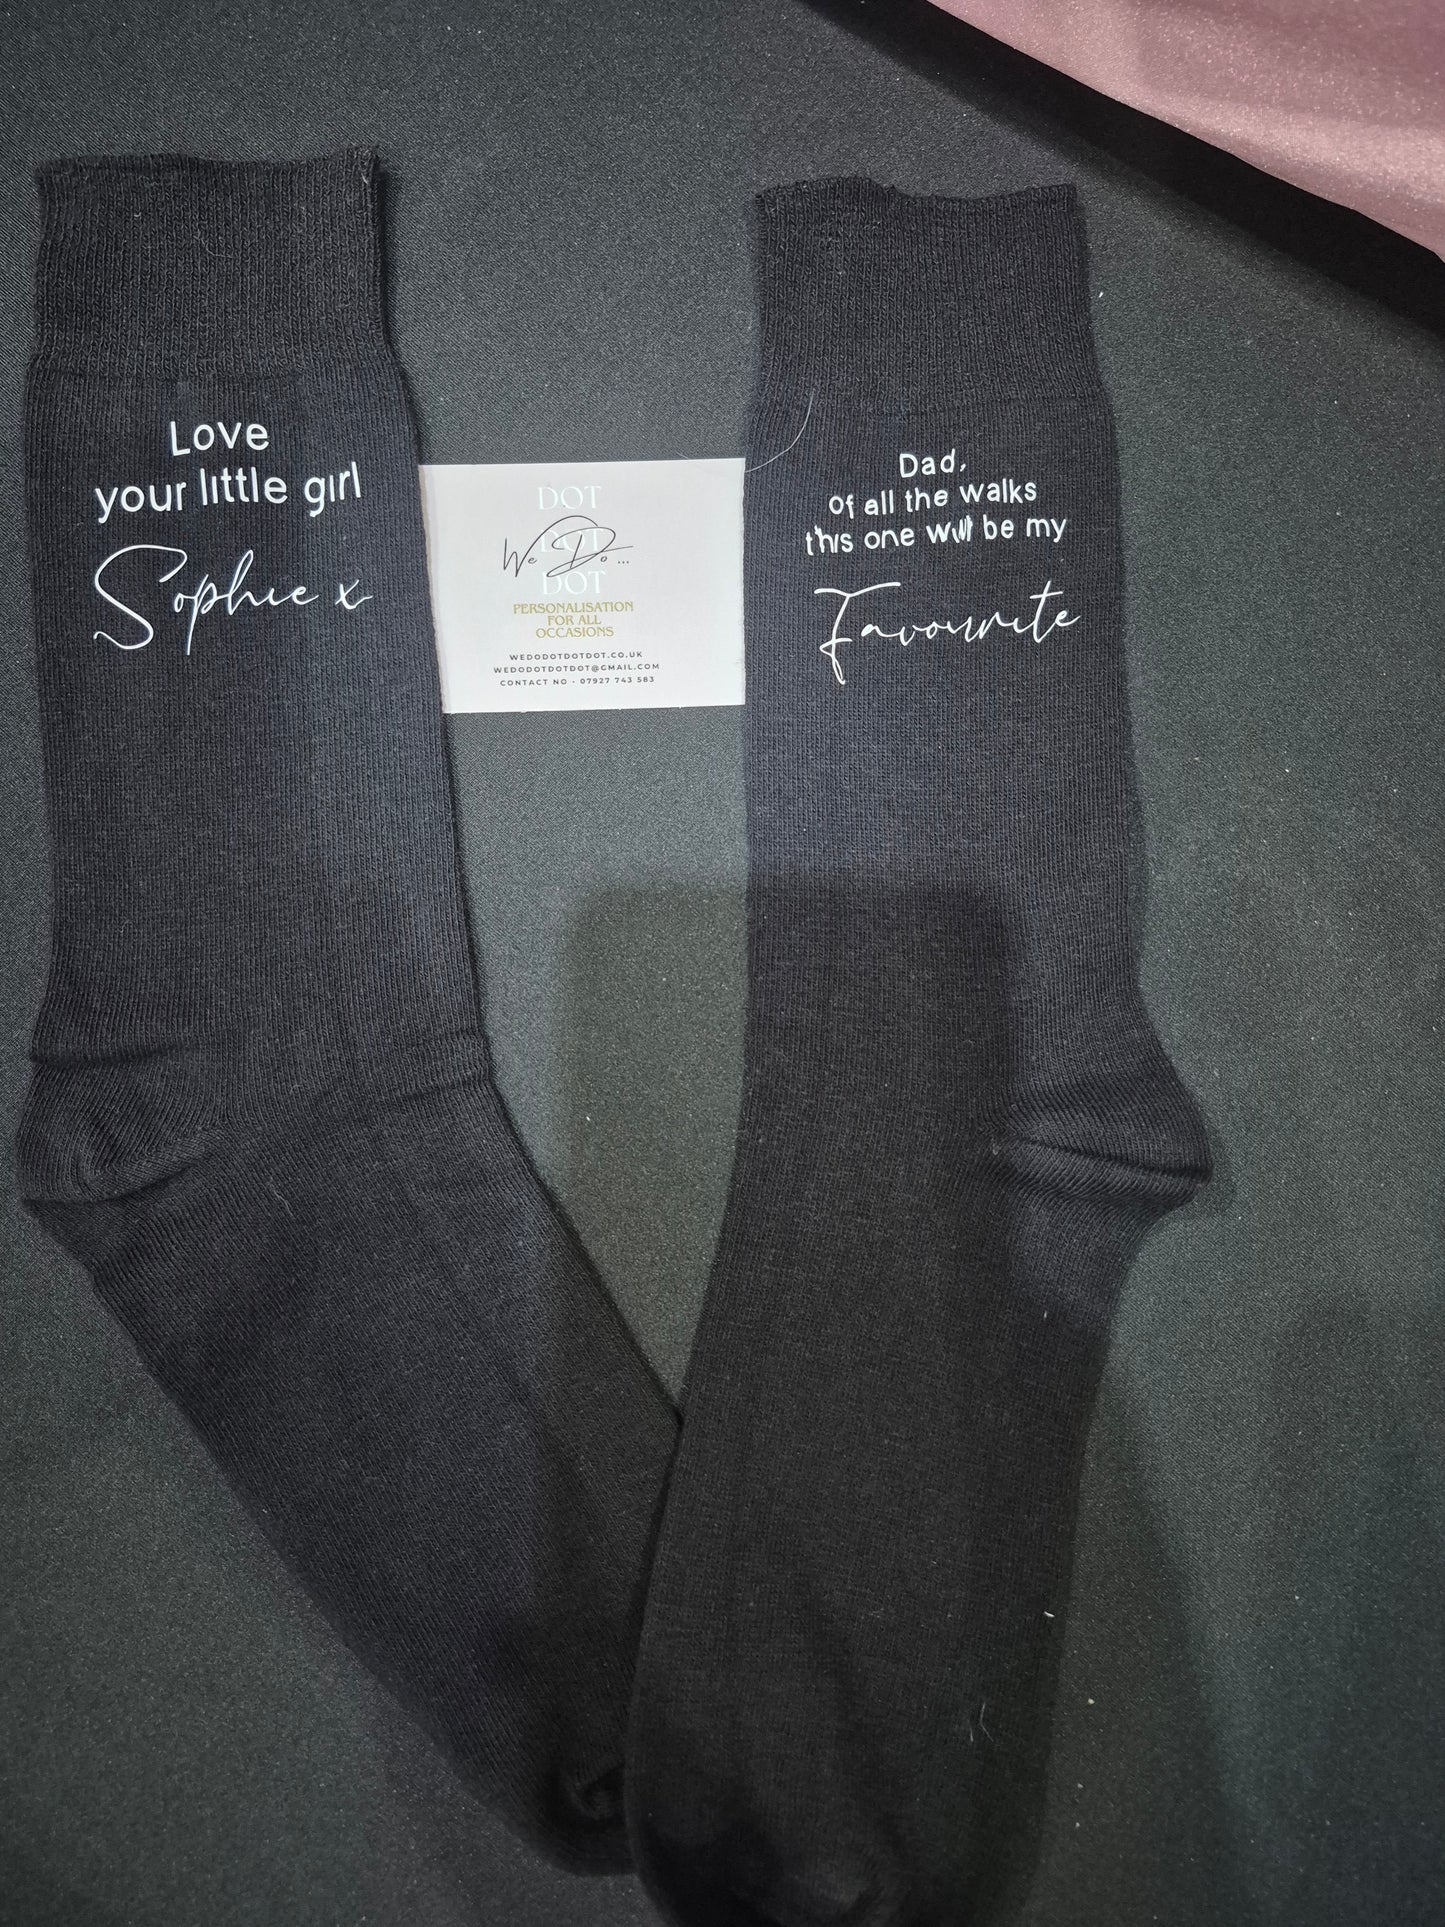 Love
your little girl
Sophie x
DOT
DOT
DOT
We Do ...
PERSONALISATION
FOR ALL
OCCASIONS
WEDODOTDOTDOT.CO.UK
WEDODOTDOTDOT@GMAIL.COM
CONTACT NO - 07927 743 583
Dad,
of all the walks
this one will be my
Favourite